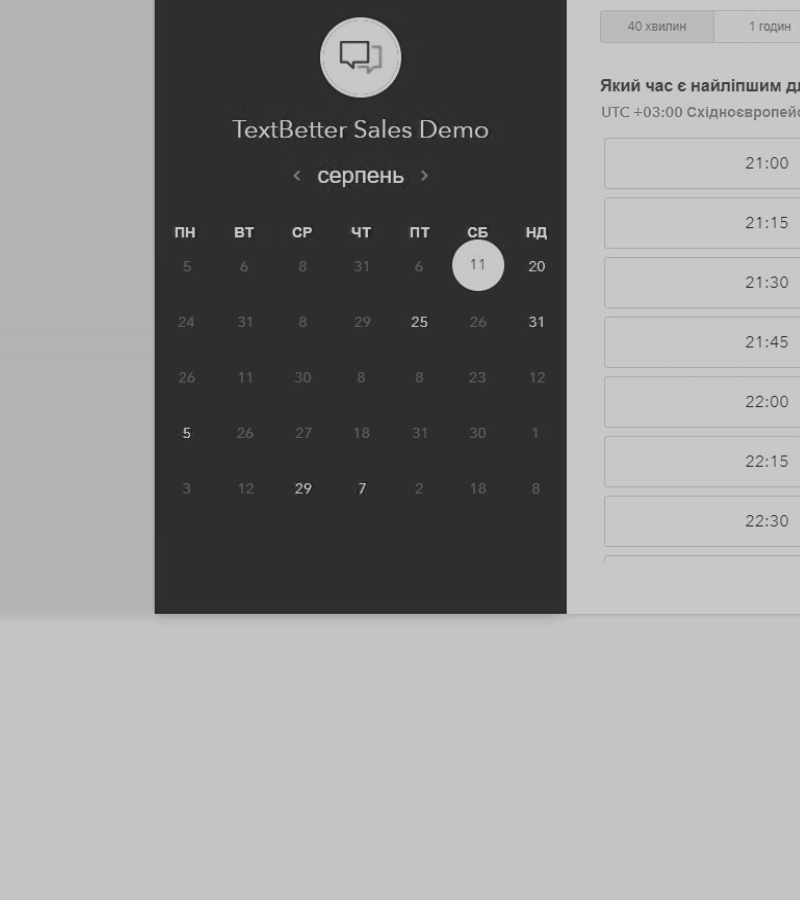 40 хвилин 1 годин
TextBetter Sales Demo
Який час є найліпшим д
UTC +03:00 Східноєвропейс
< серпень >
ПН ВТ СР ЧТ ПТ СБ НД
5 6 8 31 6 11 20
24 31 8 29 25 26 31
26 11 30 8 8 23 12
5 26 27 18 31 30 1
3 12 29 7 2 18 8
21:00
21:15
21:30
21:45
22:00
22:15
22:30